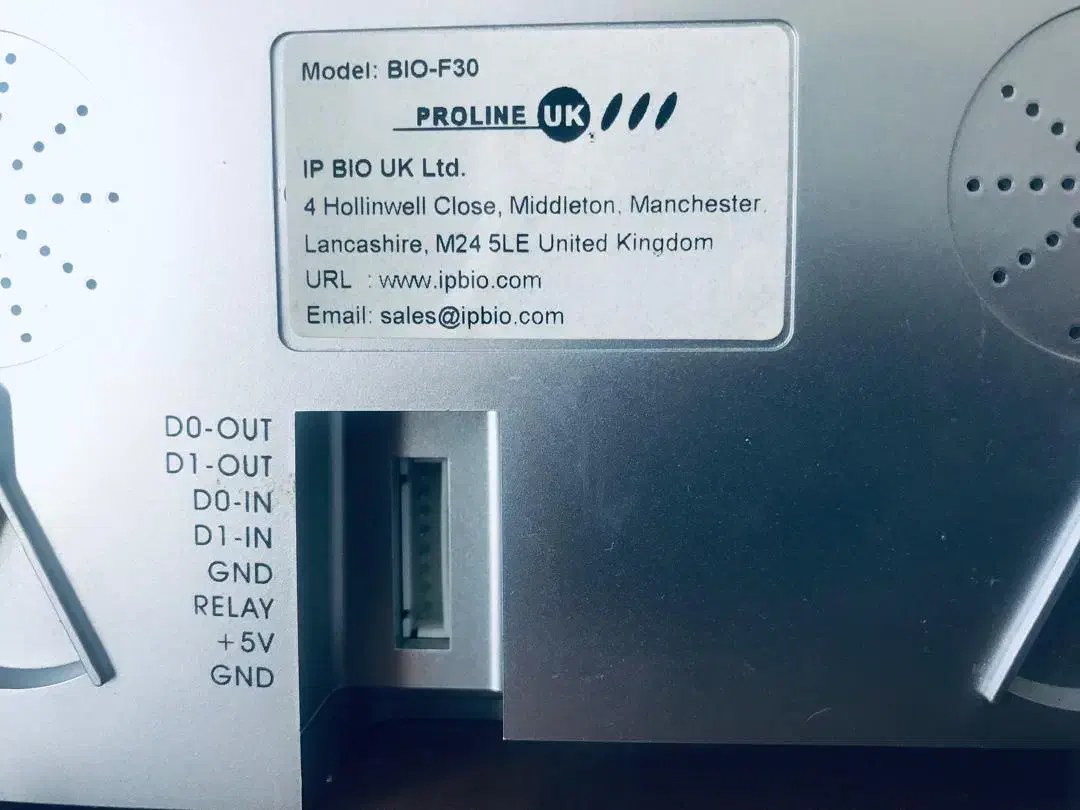 Model: BIO-F30
PROLINE UK
IP BIO UK Ltd.
4 Hollinwell Close, Middleton, Manchester,
Lancashire, M24 5LE United Kingdom
URL : www.ipbio.com
Email: sales@ipbio.com
D0-OUT
D1-OUT
D0-IN
D1-IN
GND
RELAY
+5V
GND